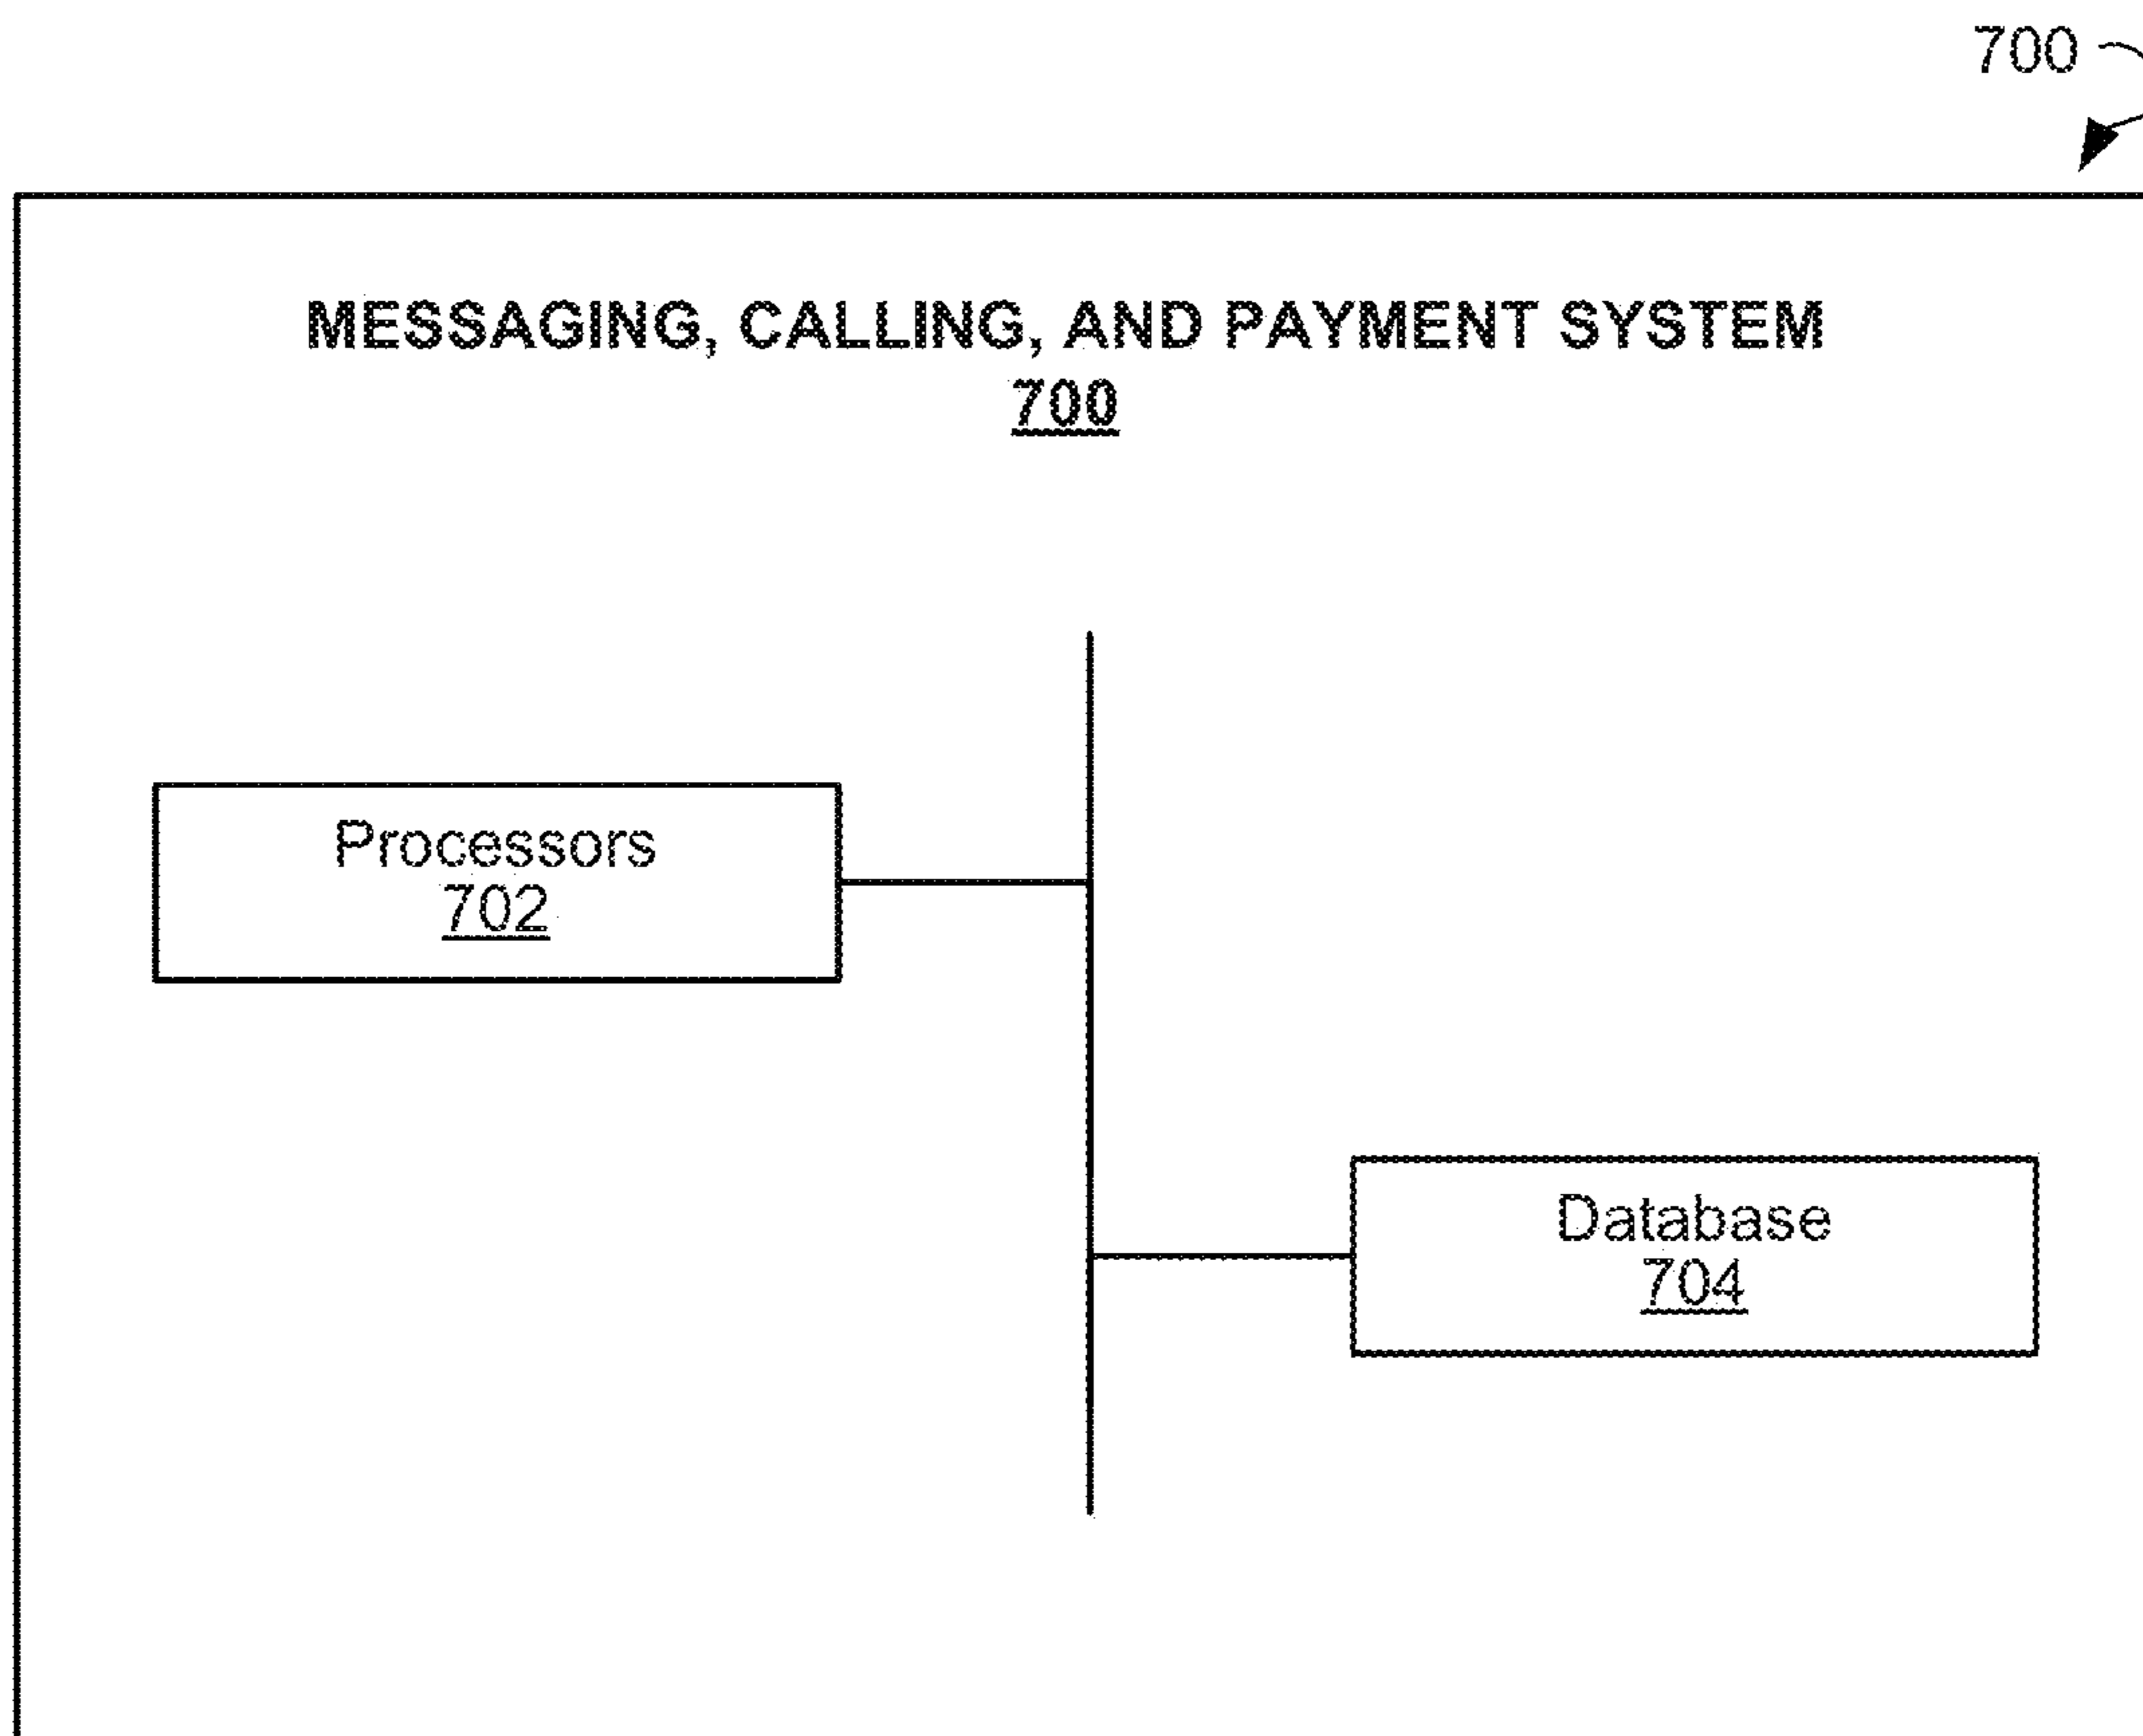 700
MESSAGING, CALLING, AND PAYMENT SYSTEM
700
Processors
702
Database
704